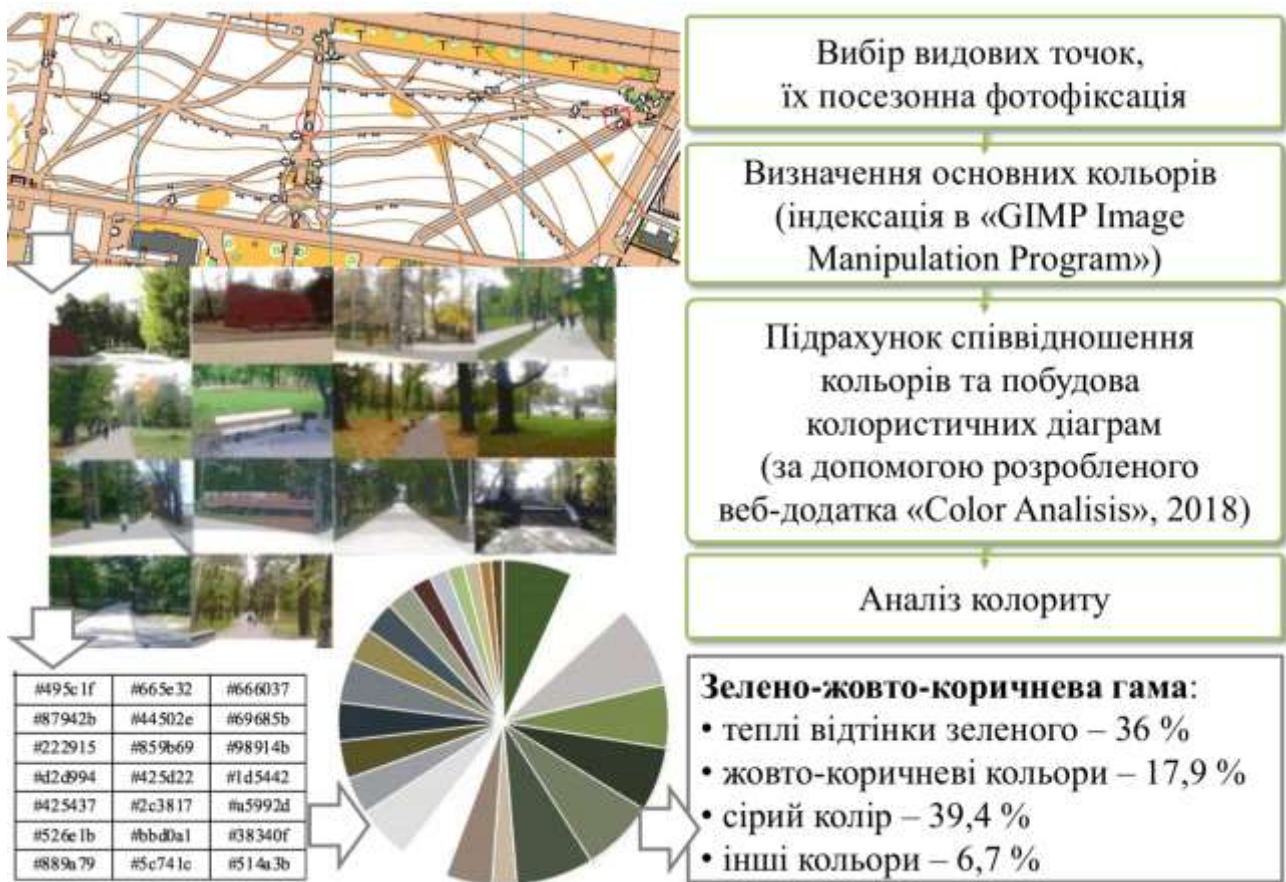 Вибір видових точок,
їх посезонна фотофіксація
Визначення основних кольорів
(індексація в «GIMP Image
Manipulation Program»)
Підрахунок співвідношення
кольорів та побудова
колористичних діаграм
(за допомогою розробленого
веб-додатка «Color Analisis», 2018)
Аналіз колориту
#495c1f #665e32 #666037
#87942b #44502e #69685b
#222915 #859b69 #98914b
#d2d994 #425d22 #1d5442
#425437 #2c3817 #a5992d
#526e1b #bbd0a1 #38340f
#889a79 #5c741c #514a3b
Зелено-жовто-коричнева гама:
• теплі відтінки зеленого – 36 %
• жовто-коричневі кольори – 17,9 %
• сірий колір – 39,4 %
• інші кольори – 6,7 %